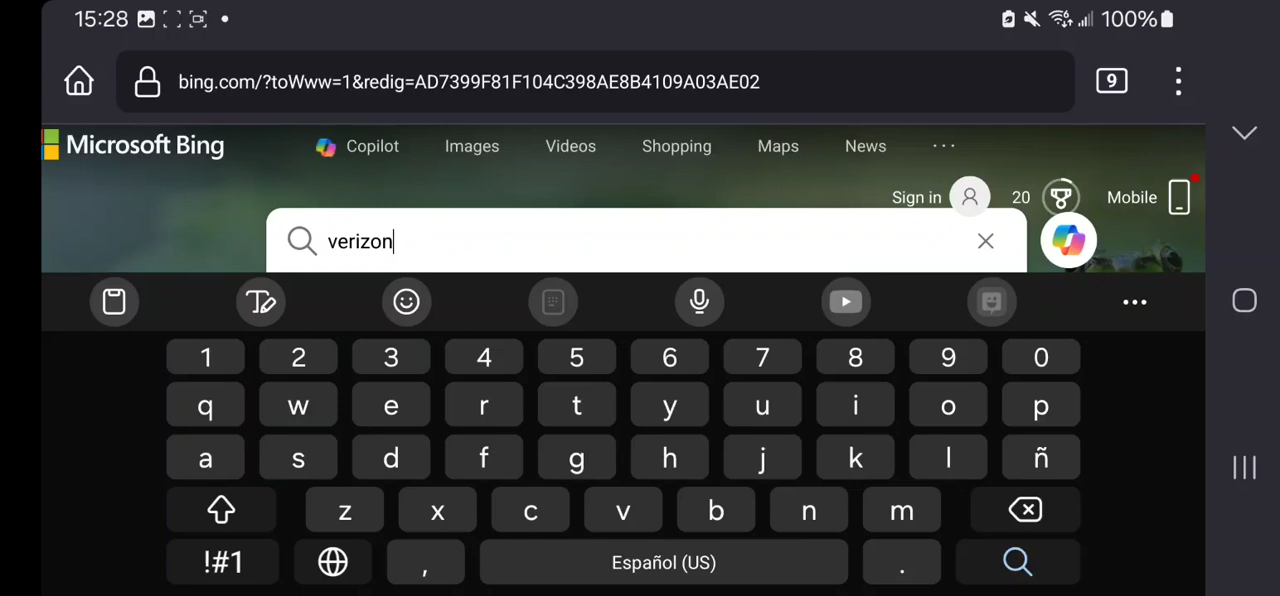 15:28 100%
bing.com/?toWww=1&redig=AD7399F81F104C398AE8B4109A03AE02 9
Microsoft Bing Copilot Images Videos Shopping Maps News ...
Sign in 20 Mobile
verizon
1 2 3 4 5 6 7 8 9 0
q w e r t y u i o p
a s d f g h j k l ñ
z x c v b n m
!#1 , Español (US) .